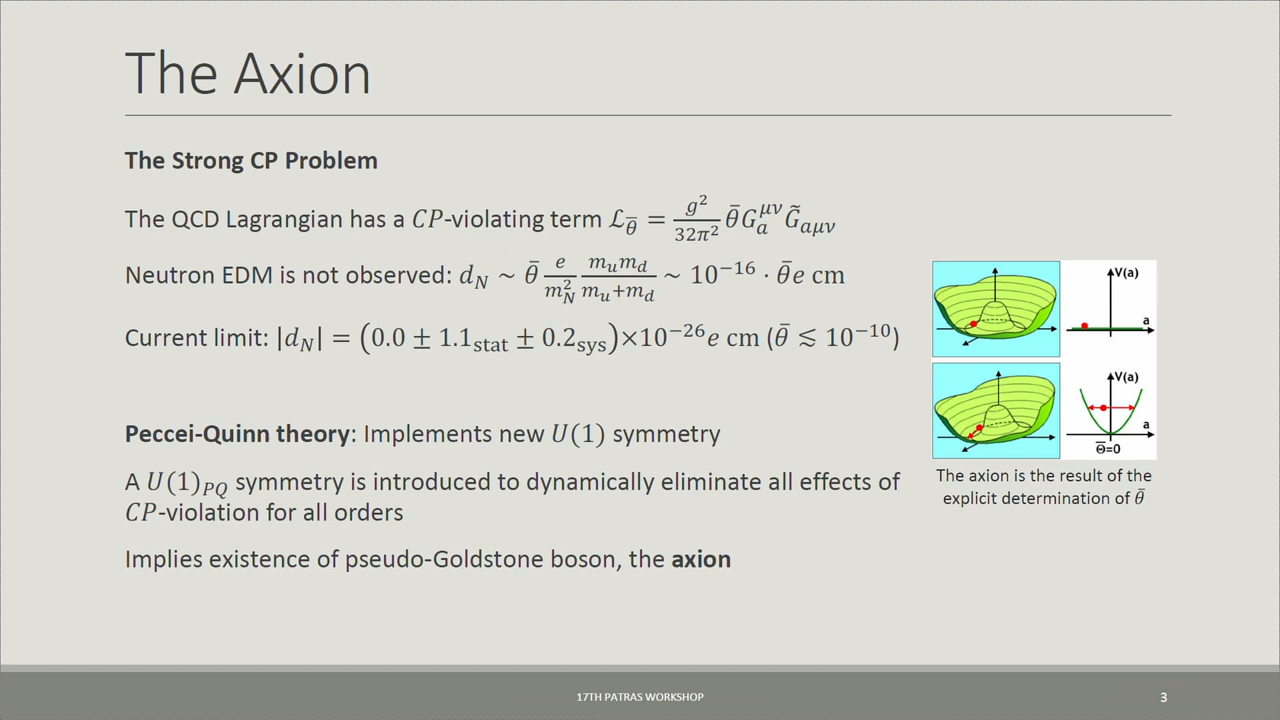 The Axion
The Strong CP Problem
The QCD Lagrangian has a 𝐶𝑃-violating term ℒ_θ̄ = g²/32π² θ̄G_a^μν G̃_aμν
Neutron EDM is not observed: d_N ~ θ̄ e/m_N² m_u m_d/m_u+m_d ~ 10⁻¹⁶ · θ̄e cm
Current limit: |d_N| = (0.0 ± 1.1_stat ± 0.2_sys)×10⁻²⁶e cm (θ̄ ≲ 10⁻¹⁰)
Peccei-Quinn theory: Implements new U(1) symmetry
A U(1)_PQ symmetry is introduced to dynamically eliminate all effects of
CP-violation for all orders
Implies existence of pseudo-Goldstone boson, the axion
V(a)
a
V(a)
a
Θ̄=0
The axion is the result of the
explicit determination of θ̄
17TH PATRAS WORKSHOP
3